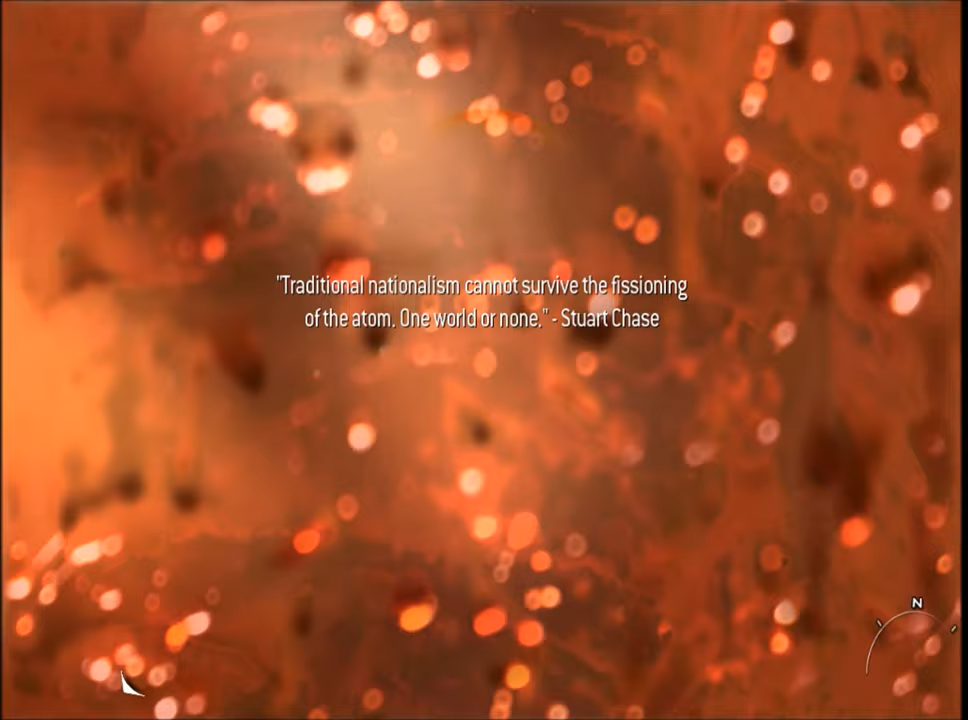 "Traditional nationalism cannot survive the fissioning
of the atom. One world or none." - Stuart Chase
N